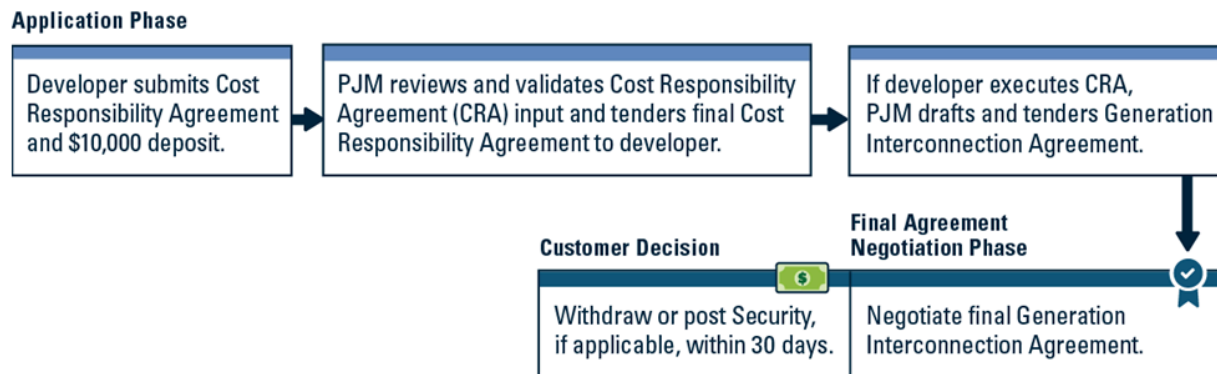 Application Phase
Developer submits Cost
Responsibility Agreement
and $10,000 deposit.
PJM reviews and validates Cost Responsibility
Agreement (CRA) input and tenders final Cost
Responsibility Agreement to developer.
If developer executes CRA,
PJM drafts and tenders Generation
Interconnection Agreement.
Customer Decision
$
Withdraw or post Security,
if applicable, within 30 days.
Final Agreement
Negotiation Phase
Negotiate final Generation
Interconnection Agreement.